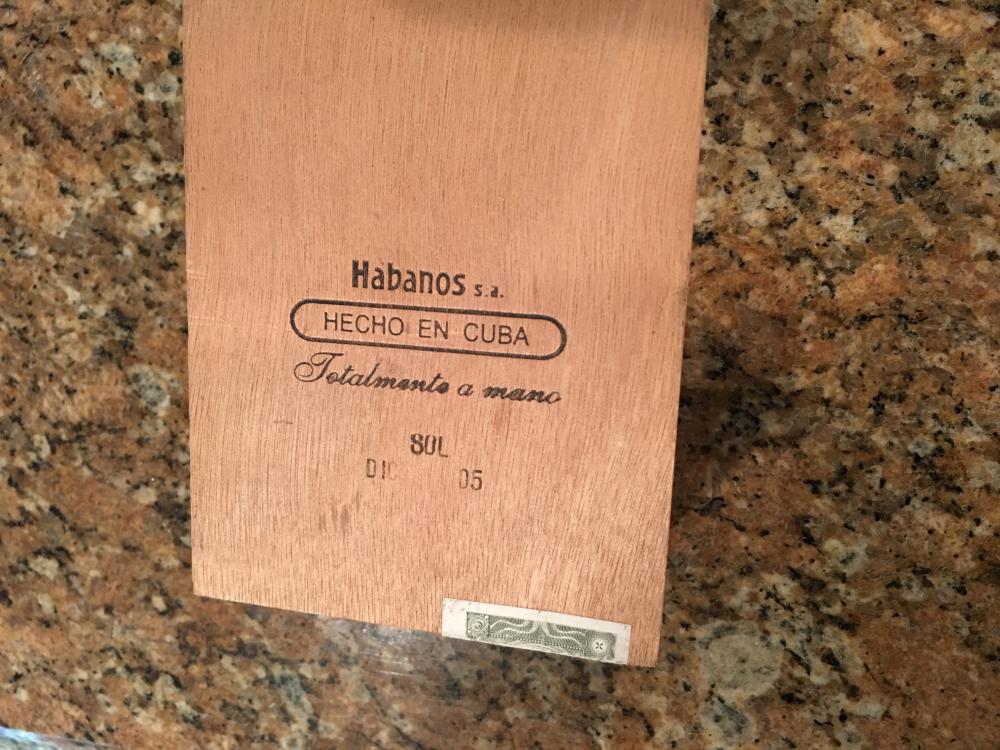 Habanos s.a.
HECHO EN CUBA
Totalmente a mano
SOL
DIC 05